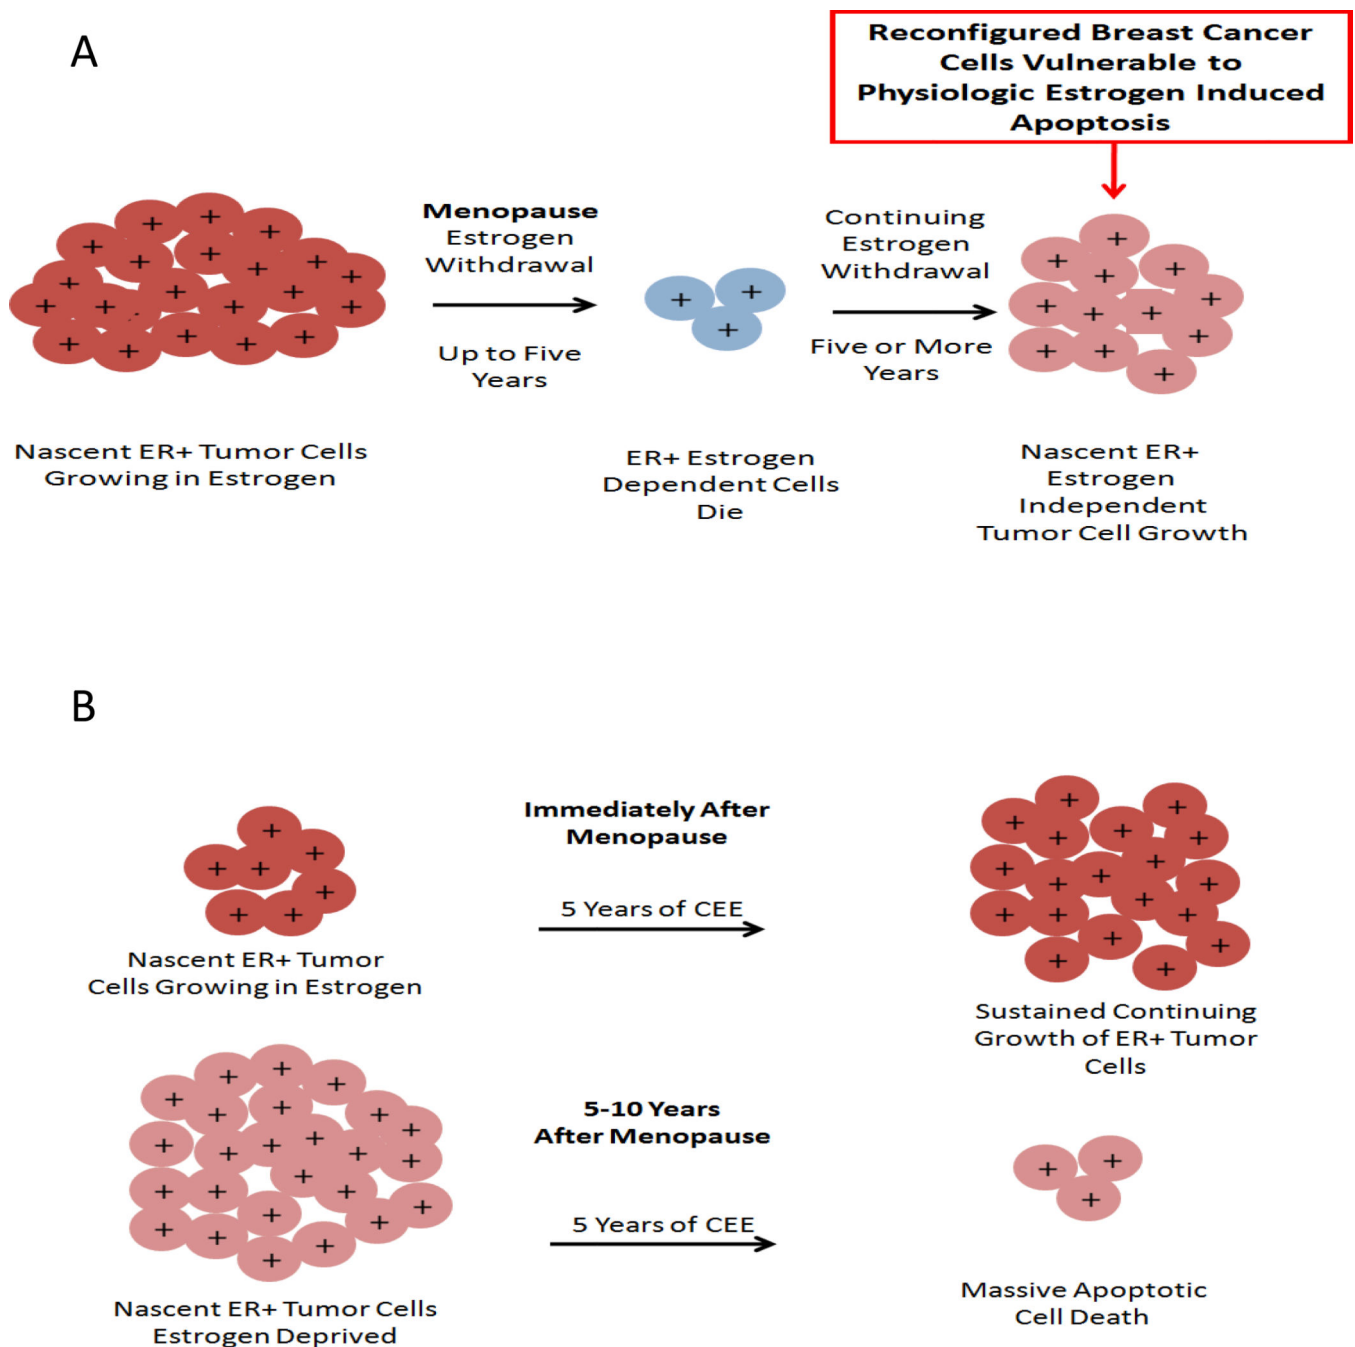 A
Reconfigured Breast Cancer
Cells Vulnerable to
Physiologic Estrogen Induced
Apoptosis
Menopause
Estrogen
Withdrawal
Up to Five
Years
Continuing
Estrogen
Withdrawal
Five or More
Years
Nascent ER+ Tumor Cells
Growing in Estrogen
ER+ Estrogen
Dependent Cells
Die
Nascent ER+
Estrogen
Independent
Tumor Cell Growth
B
Immediately After
Menopause
5 Years of CEE
Nascent ER+ Tumor
Cells Growing in Estrogen
Sustained Continuing
Growth of ER+ Tumor
Cells
5-10 Years
After Menopause
5 Years of CEE
Nascent ER+ Tumor Cells
Estrogen Deprived
Massive Apoptotic
Cell Death